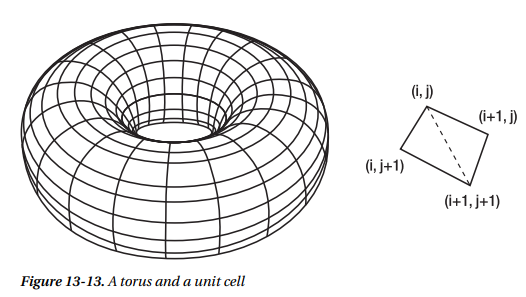 (i, j)
(i+1, j)
(i, j+1)
(i+1, j+1)
Figure 13-13. A torus and a unit cell